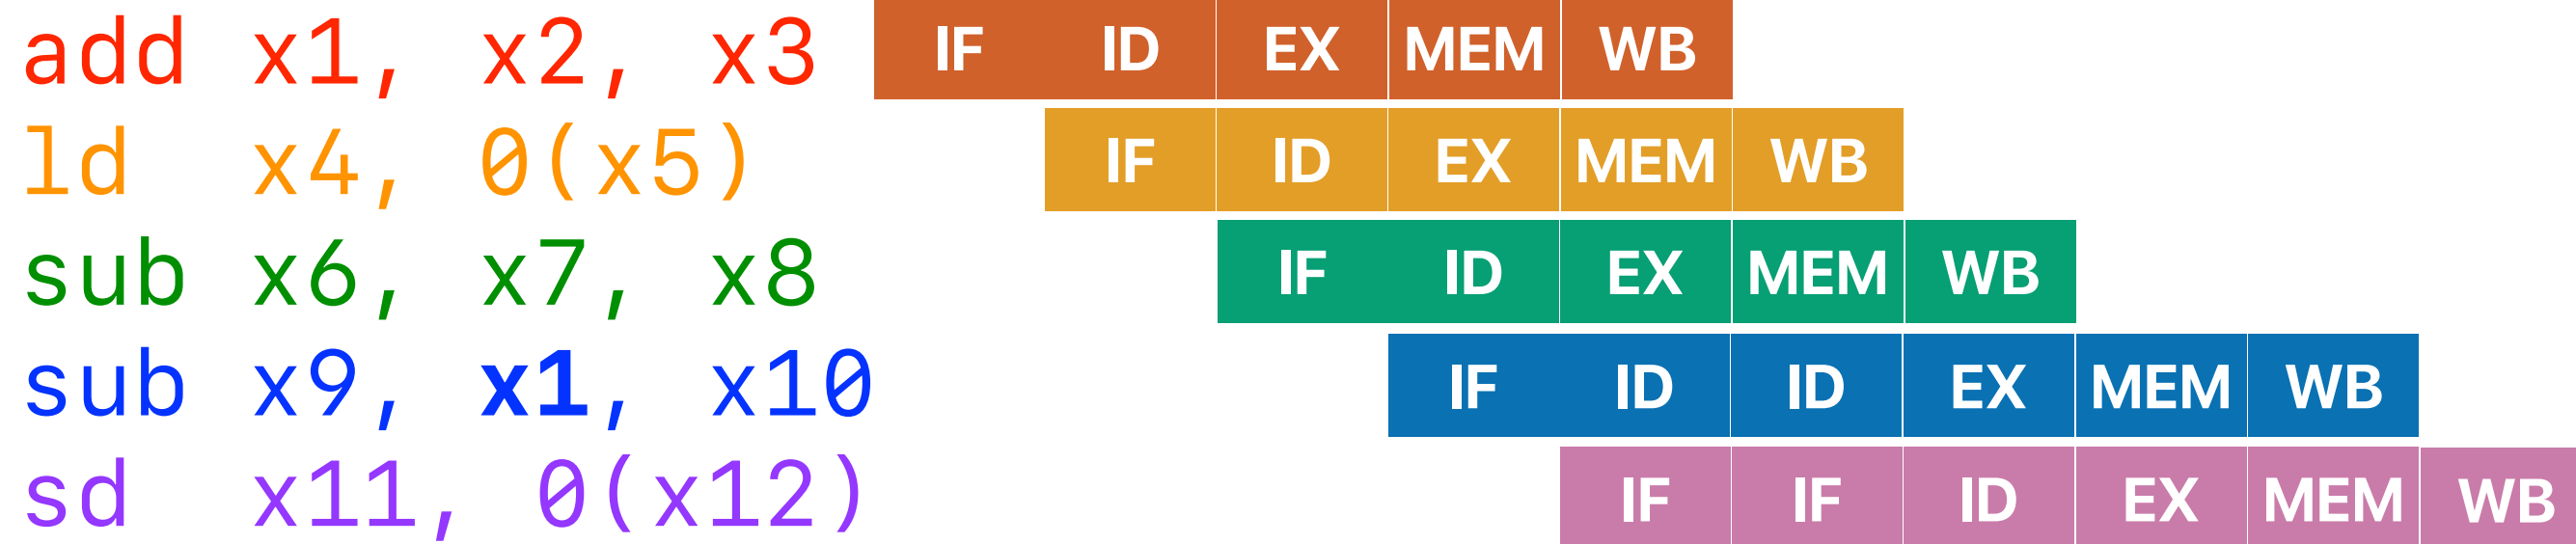 add x1, x2, x3 IF ID EX MEM WB
ld x4, 0(x5) IF ID EX MEM WB
sub x6, x7, x8 IF ID EX MEM WB
sub x9, x1, x10 IF ID ID EX MEM WB
sd x11, 0(x12) IF IF ID EX MEM WB